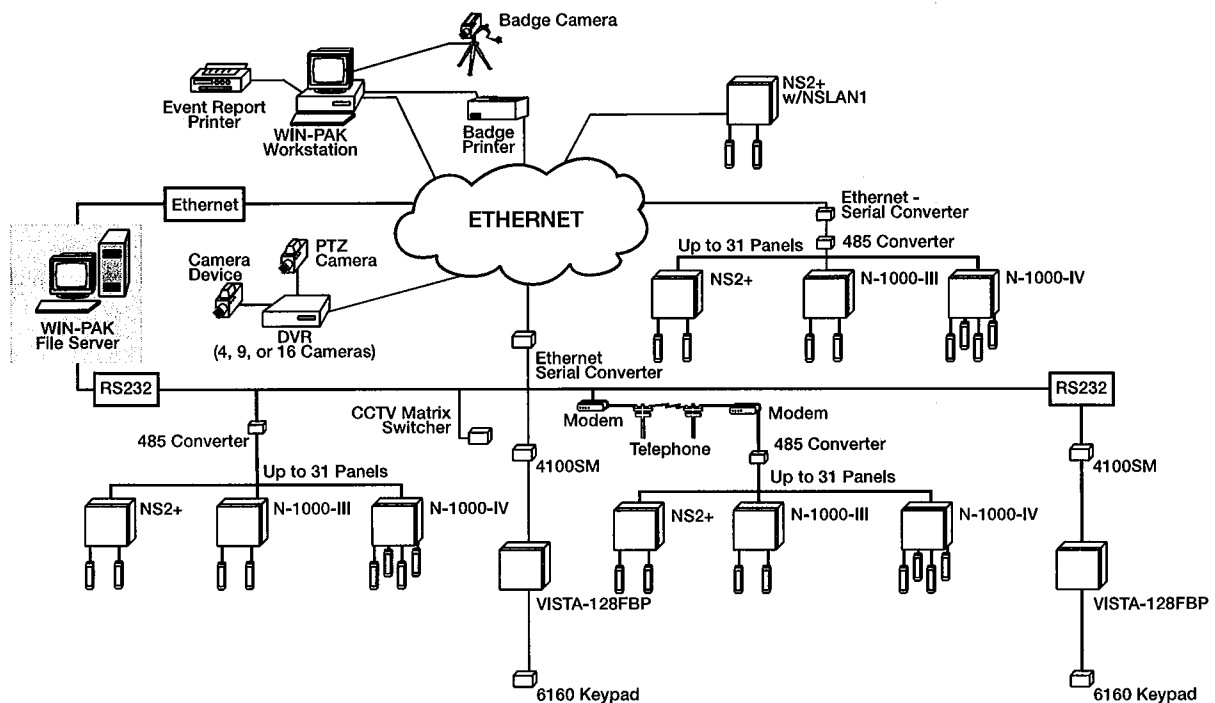 Badge Camera
Event Report
Printer
WIN-PAK
Workstation
Badge
Printer
NS2+
w/NSLAN1
Ethernet
ETHERNET
Ethernet -
Serial Converter
485 Converter
Up to 31 Panels
NS2+
N-1000-III
N-1000-IV
WIN-PAK
File Server
Camera
Device
PTZ
Camera
DVR
(4, 9, or 16 Cameras)
Ethernet
Serial Converter
RS232
RS232
485 Converter
CCTV Matrix
Switcher
Modem
Telephone
Modem
485 Converter
4100SM
4100SM
Up to 31 Panels
NS2+
N-1000-III
N-1000-IV
Up to 31 Panels
NS2+
N-1000-III
N-1000-IV
VISTA-128FBP
VISTA-128FBP
6160 Keypad
6160 Keypad